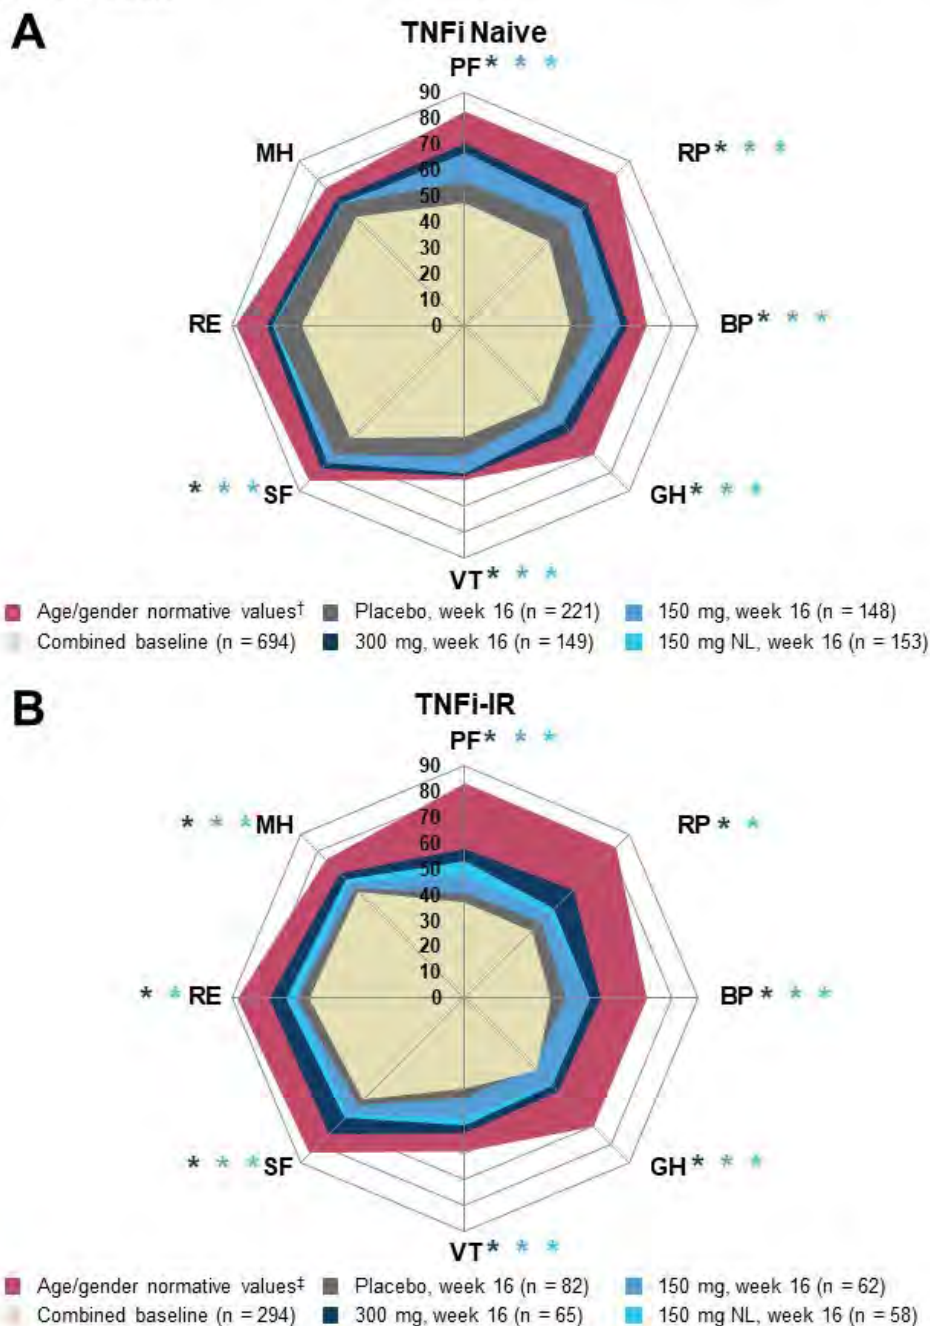 A
TNFi Naive
PF* * *
90
80
70
60
50
40
30
20
10
0
MH
RP* * *
RE
BP* * *
* * *SF
GH* * *
VT* * *
Age/gender normative values† Placebo, week 16 (n = 221) 150 mg, week 16 (n = 148)
Combined baseline (n = 694) 300 mg, week 16 (n = 149) 150 mg NL, week 16 (n = 153)
B
TNFi-IR
PF* * *
90
80
70
60
50
40
30
20
10
0
* * *MH
RP* *
* *RE
BP* * *
* * *SF
GH* * *
VT* * *
Age/gender normative values‡ Placebo, week 16 (n = 82) 150 mg, week 16 (n = 62)
Combined baseline (n = 294) 300 mg, week 16 (n = 65) 150 mg NL, week 16 (n = 58)